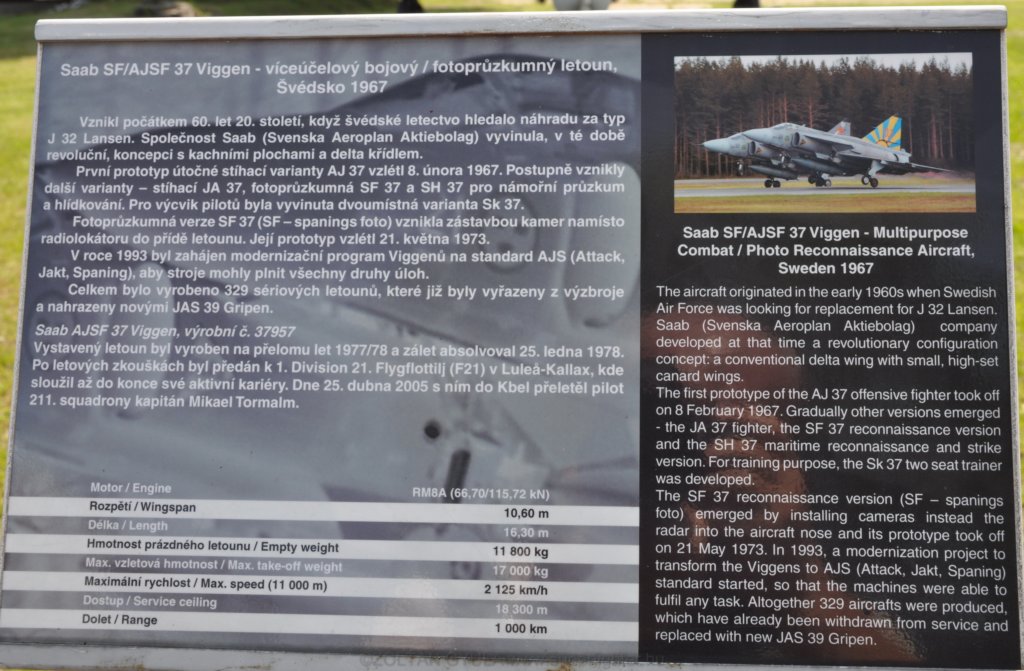 Saab SF/AJSF 37 Viggen - víceúčelový bojový / fotoprůzkumný letoun,
Švédsko 1967
Vznikl počátkem 60. let 20. století, když švédské letectvo hledalo náhradu za typ
J 32 Lansen. Společnost Saab (Svenska Aeroplan Aktiebolag) vyvinula, v té době
revoluční, koncepci s kachními plochami a delta křídlem.
První prototyp útočné stíhací varianty AJ 37 vzlétl 8. února 1967. Postupně vznikly
další varianty – stíhací JA 37, fotoprůzkumná SF 37 a SH 37 pro námořní průzkum
a hlídkování. Pro výcvik pilotů byla vyvinuta dvoumístná varianta Sk 37.
Fotoprůzkumná verze SF 37 (SF – spanings foto) vznikla zástavbou kamer namísto
radiolokátoru do přídě letounu. Její prototyp vzlétl 21. května 1973.
V roce 1993 byl zahájen modernizační program Viggenů na standard AJS (Attack,
Jakt, Spaning), aby stroje mohly plnit všechny druhy úloh.
Celkem bylo vyrobeno 329 sériových letounů, které již byly vyřazeny z výzbroje
a nahrazeny novými JAS 39 Gripen.
Saab AJSF 37 Viggen, výrobní č. 37957
Vystavený letoun byl vyroben na přelomu let 1977/78 a zálet absolvoval 25. ledna 1978.
Po letových zkouškách byl předán k 1. Division 21. Flygflottilj (F21) v Luleå-Kallax, kde
sloužil až do konce své aktivní kariéry. Dne 25. dubna 2005 s ním do Kbel přeletěl pilot
211. squadrony kapitán Mikael Tormalm.
Motor / Engine RM8A (66,70/115,72 kN)
Rozpětí / Wingspan 10,60 m
Délka / Length 16,30 m
Hmotnost prázdného letounu / Empty weight 11 800 kg
Max. vzletová hmotnost / Max. take-off weight 17 000 kg
Maximální rychlost / Max. speed (11 000 m) 2 125 km/h
Dostup / Service ceiling 18 300 m
Dolet / Range 1 000 km
Saab SF/AJSF 37 Viggen - Multipurpose
Combat / Photo Reconnaissance Aircraft,
Sweden 1967
The aircraft originated in the early 1960s when Swedish
Air Force was looking for replacement for J 32 Lansen.
Saab (Svenska Aeroplan Aktiebolag) company
developed at that time a revolutionary configuration
concept: a conventional delta wing with small, high-set
canard wings.
The first prototype of the AJ 37 offensive fighter took off
on 8 February 1967. Gradually other versions emerged
- the JA 37 fighter, the SF 37 reconnaissance version
and the SH 37 maritime reconnaissance and strike
version. For training purpose, the Sk 37 two seat trainer
was developed.
The SF 37 reconnaissance version (SF – spanings
foto) emerged by installing cameras instead the
radar into the aircraft nose and its prototype took off
on 21 May 1973. In 1993, a modernization project to
transform the Viggens to AJS (Attack, Jakt, Spaning)
standard started, so that the machines were able to
fulfil any task. Altogether 329 aircrafts were produced,
which have already been withdrawn from service and
replaced with new JAS 39 Gripen.